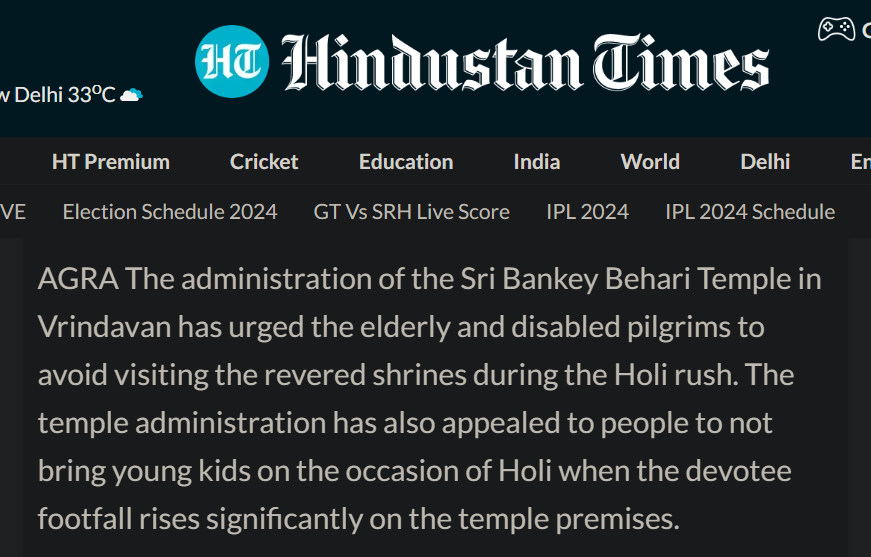 HT Hindustan Times
w Delhi 33°C
HT Premium Cricket Education India World Delhi En
VE Election Schedule 2024 GT Vs SRH Live Score IPL 2024 IPL 2024 Schedule
AGRA The administration of the Sri Bankey Behari Temple in
Vrindavan has urged the elderly and disabled pilgrims to
avoid visiting the revered shrines during the Holi rush. The
temple administration has also appealed to people to not
bring young kids on the occasion of Holi when the devotee
footfall rises significantly on the temple premises.